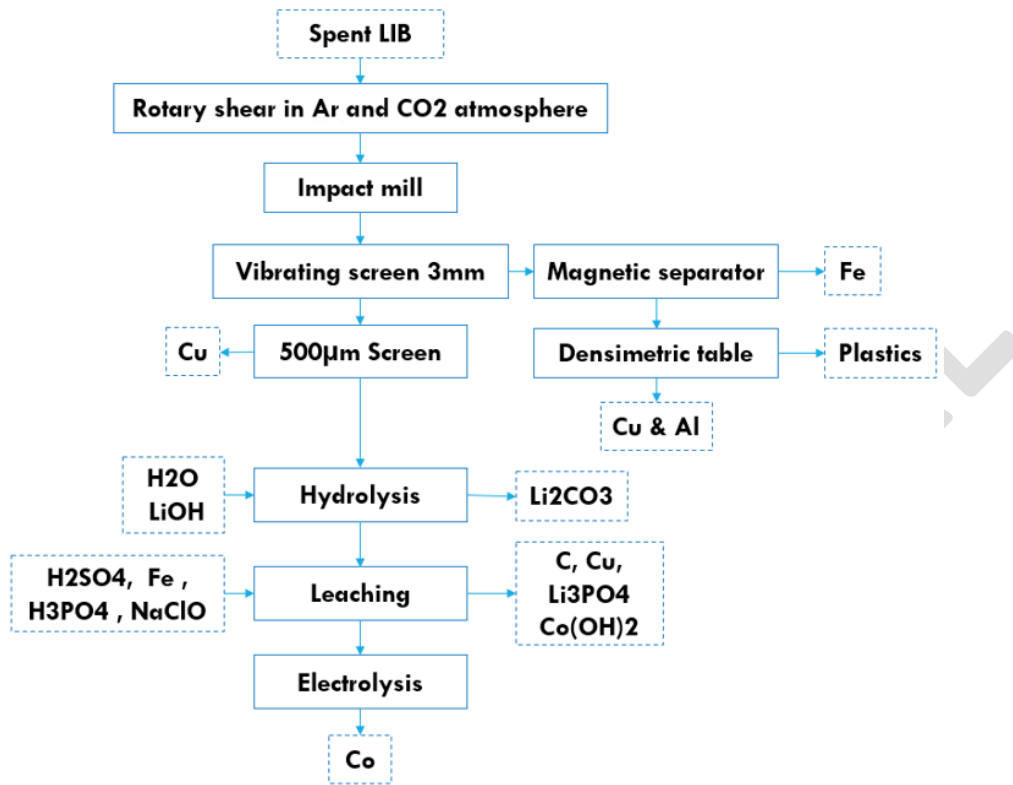 Spent LIB
Rotary shear in Ar and CO2 atmosphere
Impact mill
Vibrating screen 3mm
Magnetic separator
Fe
Cu
500µm Screen
Densimetric table
Plastics
Cu & Al
H2O
LiOH
Hydrolysis
Li2CO3
H2SO4, Fe ,
H3PO4 , NaClO
Leaching
C, Cu,
Li3PO4
Co(OH)2
Electrolysis
Co